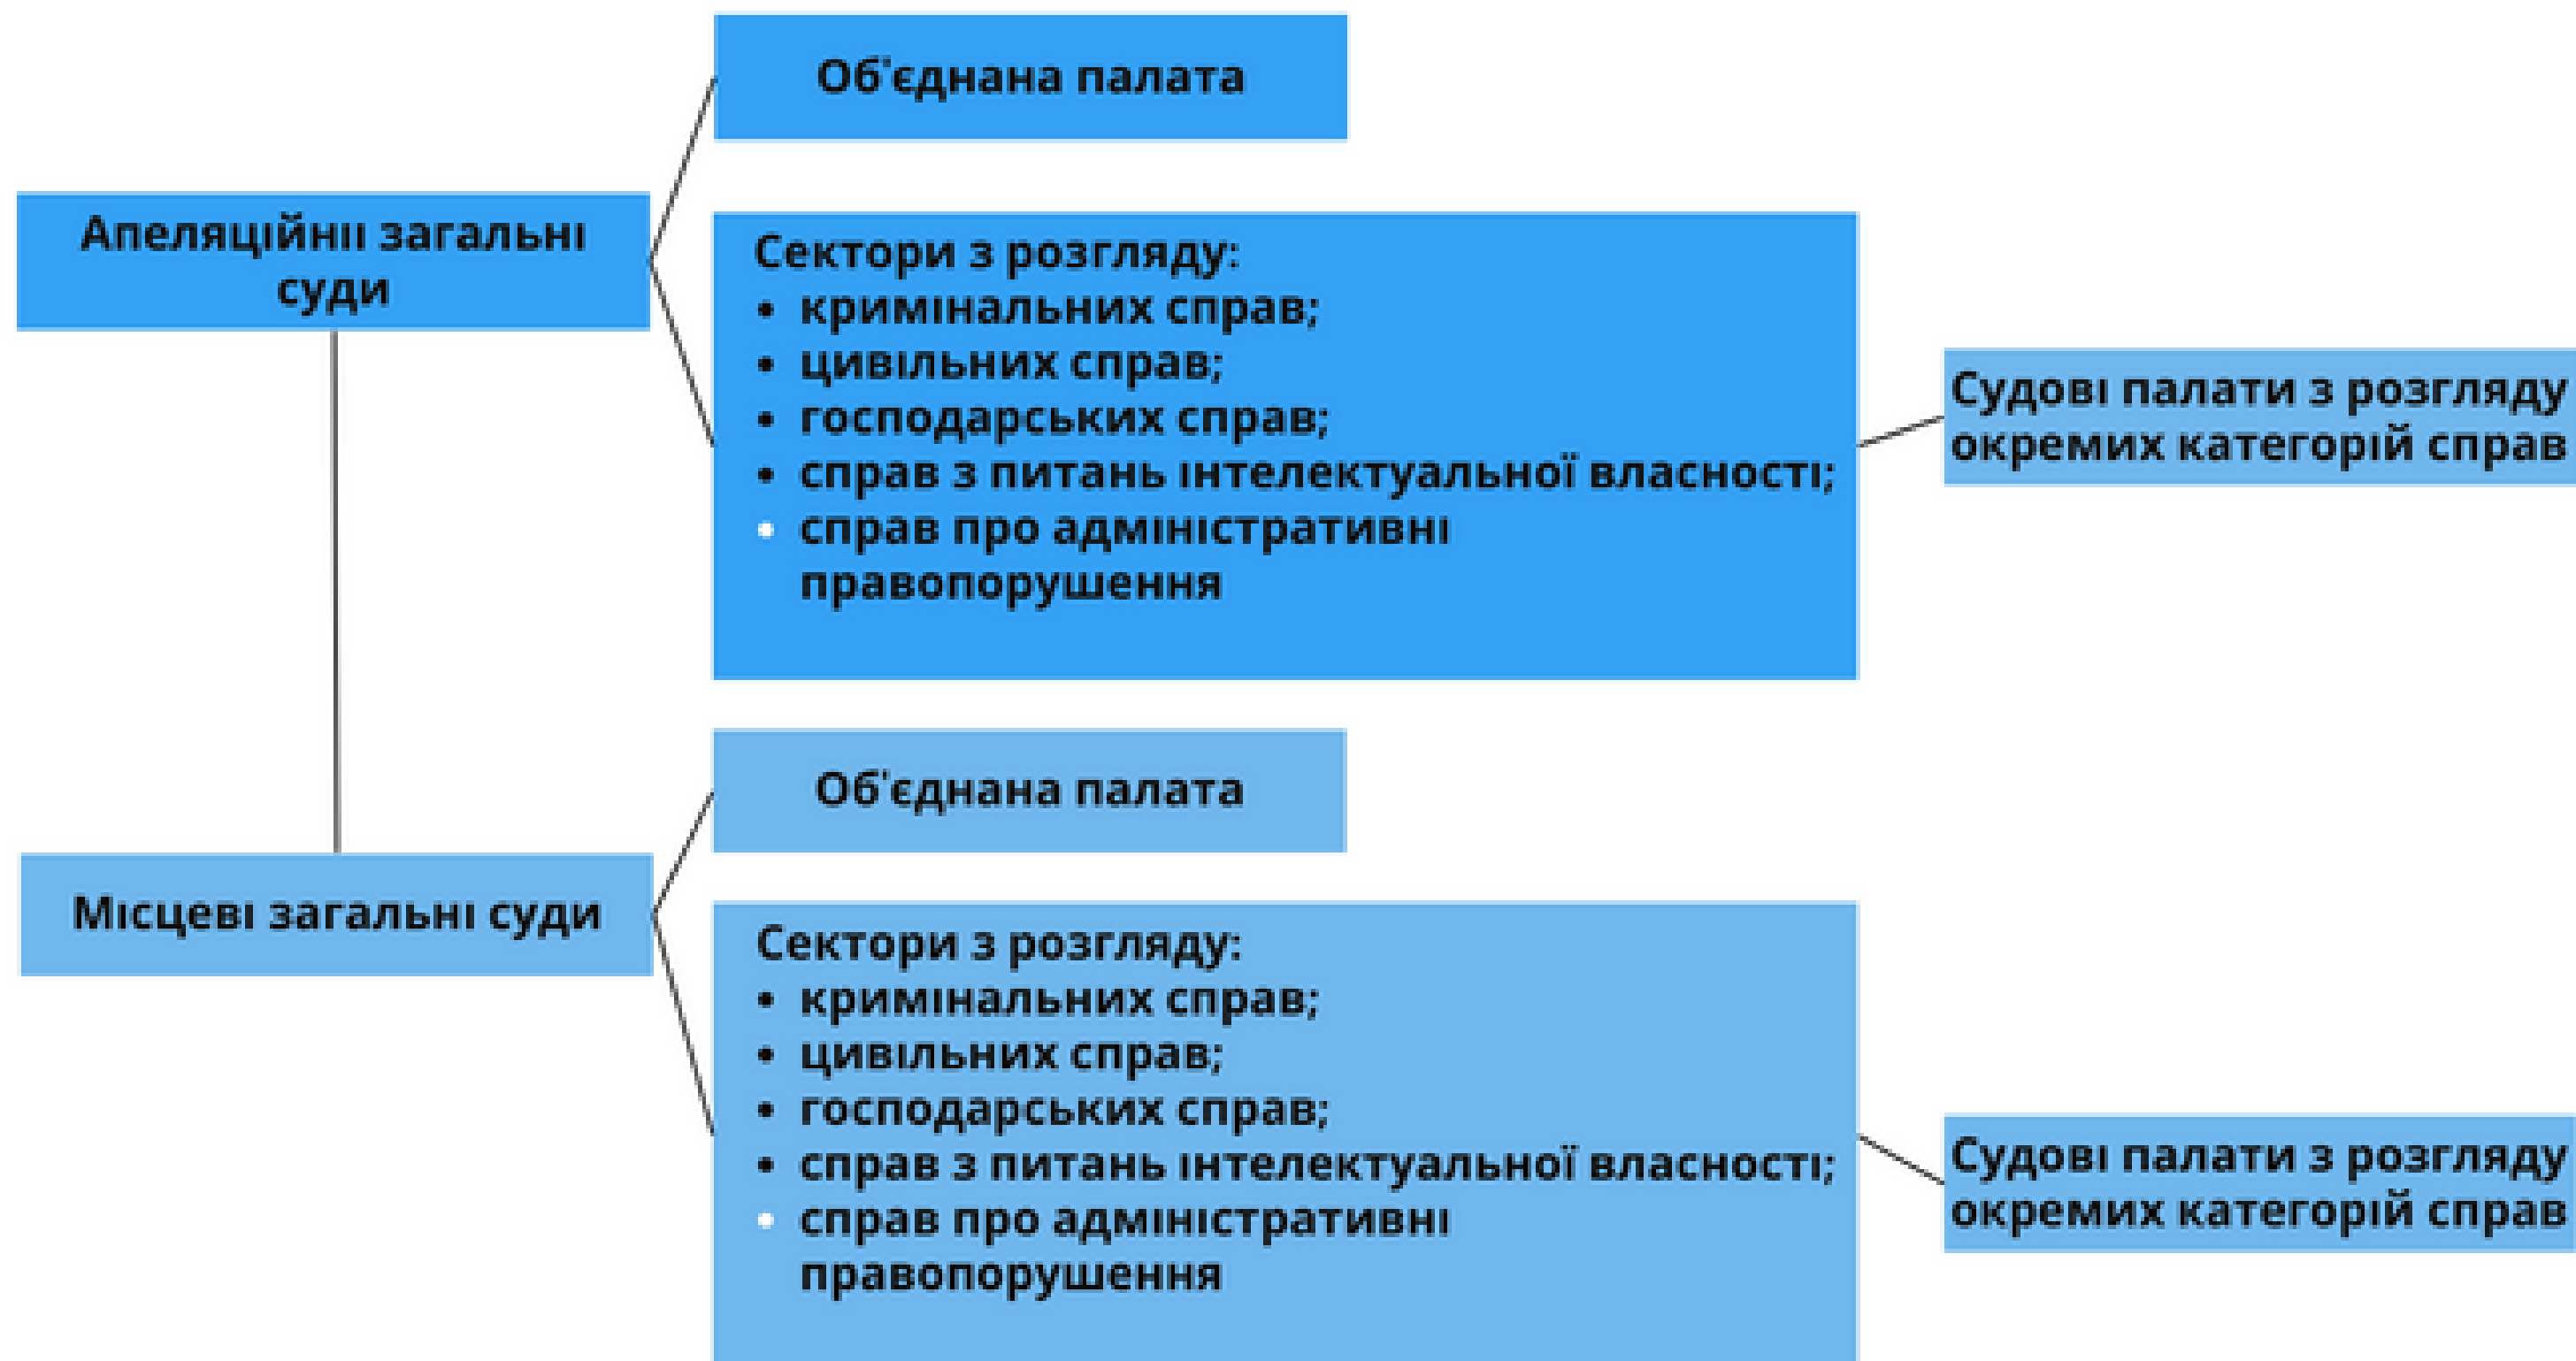 Об'єднана палата
Апеляційнії загальні
суди
Сектори з розгляду:
• кримінальних справ;
• цивільних справ;
• господарських справ;
• справ з питань інтелектуальної власності;
• справ про адміністративні
правопорушення
Судові палати з розгляду
окремих категорій справ
Об'єднана палата
Місцеві загальні суди
Сектори з розгляду:
• кримінальних справ;
• цивільних справ;
• господарських справ;
• справ з питань інтелектуальної власності;
• справ про адміністративні
правопорушення
Судові палати з розгляду
окремих категорій справ